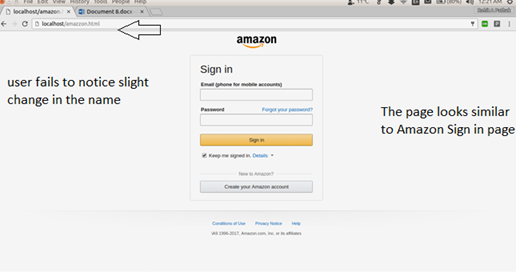 File Edit View History Tools People
11°C
(80%)
12:21 AM
localhost/amazon.
Document 8.docx
localhost/amazzon.html
amazon
Sign in
Email (phone for mobile accounts)
Password
Forgot your password?
Sign in
Keep me signed in. Details
New to Amazon?
Create your Amazon account
Conditions of Use
Privacy Notice
Help
1996-2017, Amazon.com, Inc. or its affiliates
user fails to notice slight
change in the name
The page looks similar
to Amazon Sign in page